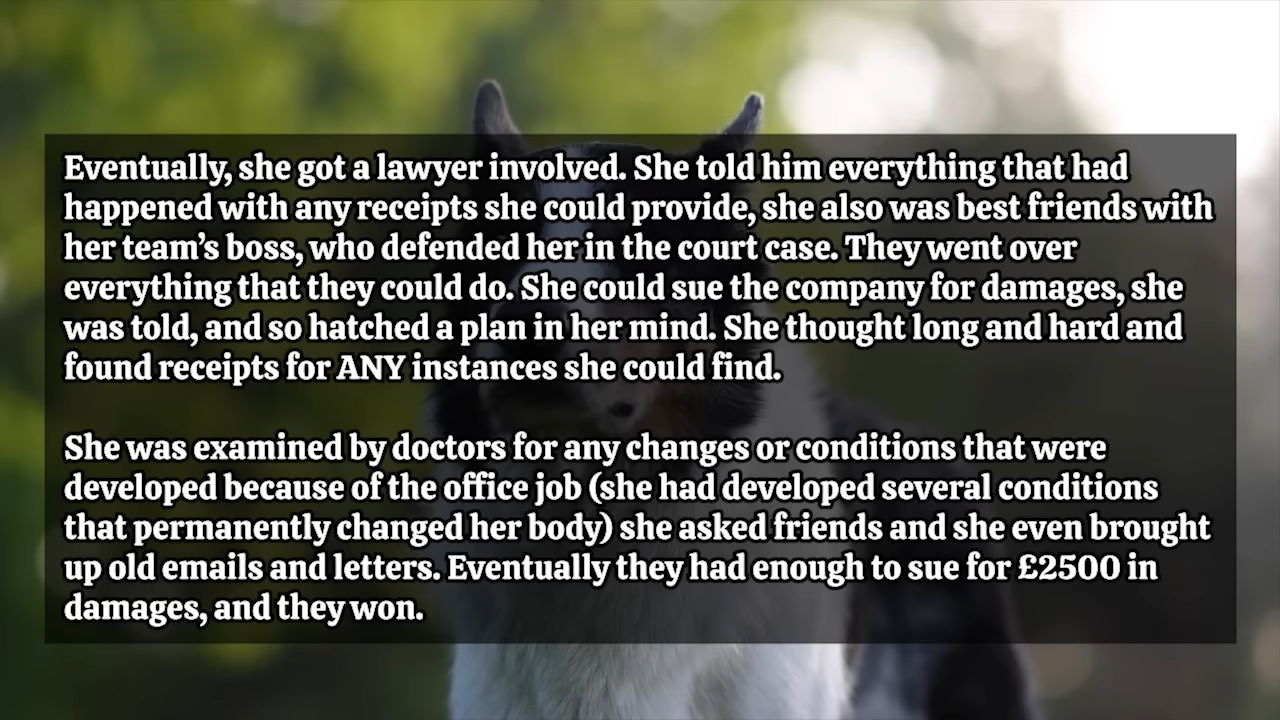 Eventually, she got a lawyer involved. She told him everything that had
happened with any receipts she could provide, she also was best friends with
her team’s boss, who defended her in the court case. They went over
everything that they could do. She could sue the company for damages, she
was told, and so hatched a plan in her mind. She thought long and hard and
found receipts for ANY instances she could find.
She was examined by doctors for any changes or conditions that were
developed because of the office job (she had developed several conditions
that permanently changed her body) she asked friends and she even brought
up old emails and letters. Eventually they had enough to sue for £2500 in
damages, and they won.